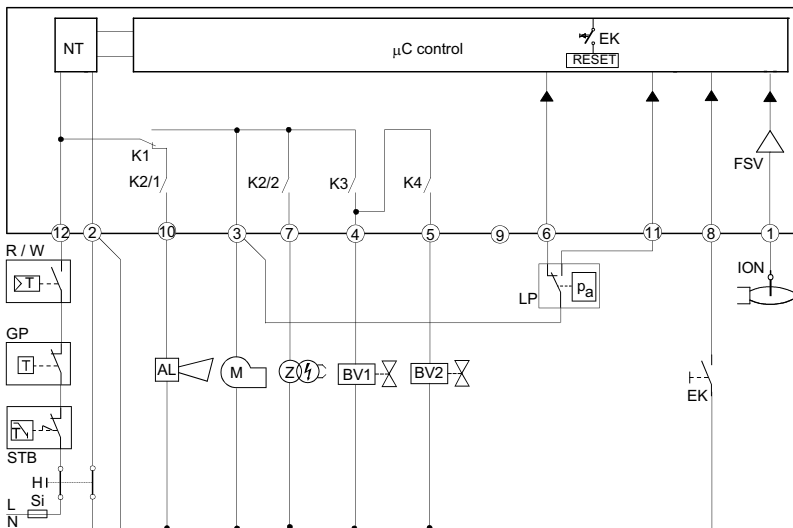 NT
μC control
EK
RESET
FSV
K1
K2/1
K2/2
K3
K4
12
2
10
3
7
4
5
9
6
11
8
1
R / W
T
LP
pa
ION
GP
T
AL
M
Z
BV1
BV2
EK
T
STB
H
Si
L
N